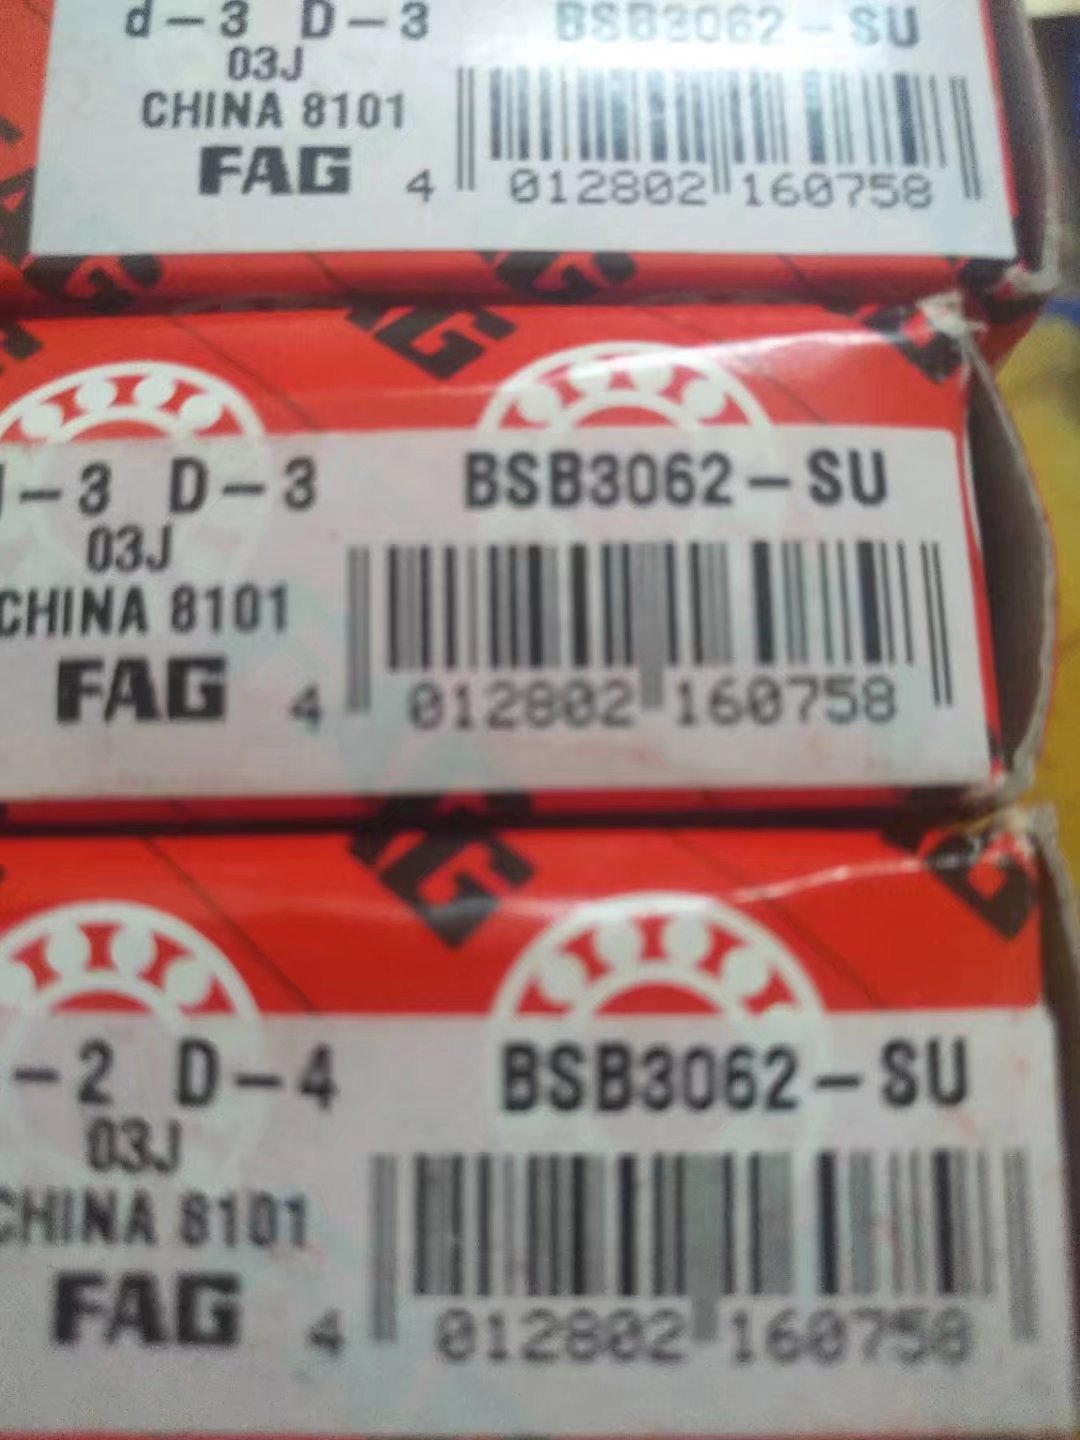 d-3 D-3 BSB3062-SU
03J
CHINA 8101
FAG 4 012802 160758
-3 D-3 BSB3062-SU
03J
CHINA 8101
FAG 4 012802 160758
-2 D-4 BSB3062-SU
03J
CHINA 8101
FAG 4 012802 160758